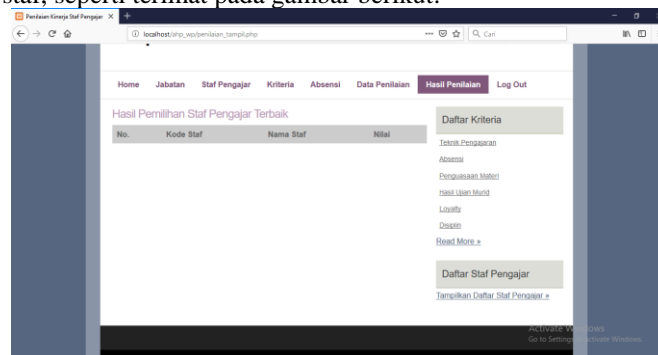 staf, seperti terlihat pada gambar berikut:
Penilaian Kinerja Staf Pengajar
localhost/ahp_wp/penilaian_tampil.php
Cari
Home Jabatan Staf Pengajar Kriteria Absensi Data Penilaian Hasil Penilaian Log Out
Hasil Pemilihan Staf Pengajar Terbaik
No. Kode Staf Nama Staf Nilai
Daftar Kriteria
Teknik Pengajaran
Absensi
Penguasaan Materi
Hasil Ujian Murid
Loyality
Disiplin
Read More »
Daftar Staf Pengajar
Tampilkan Daftar Staf Pengajar »
Activate Windows
Go to Settings to activate Windows.